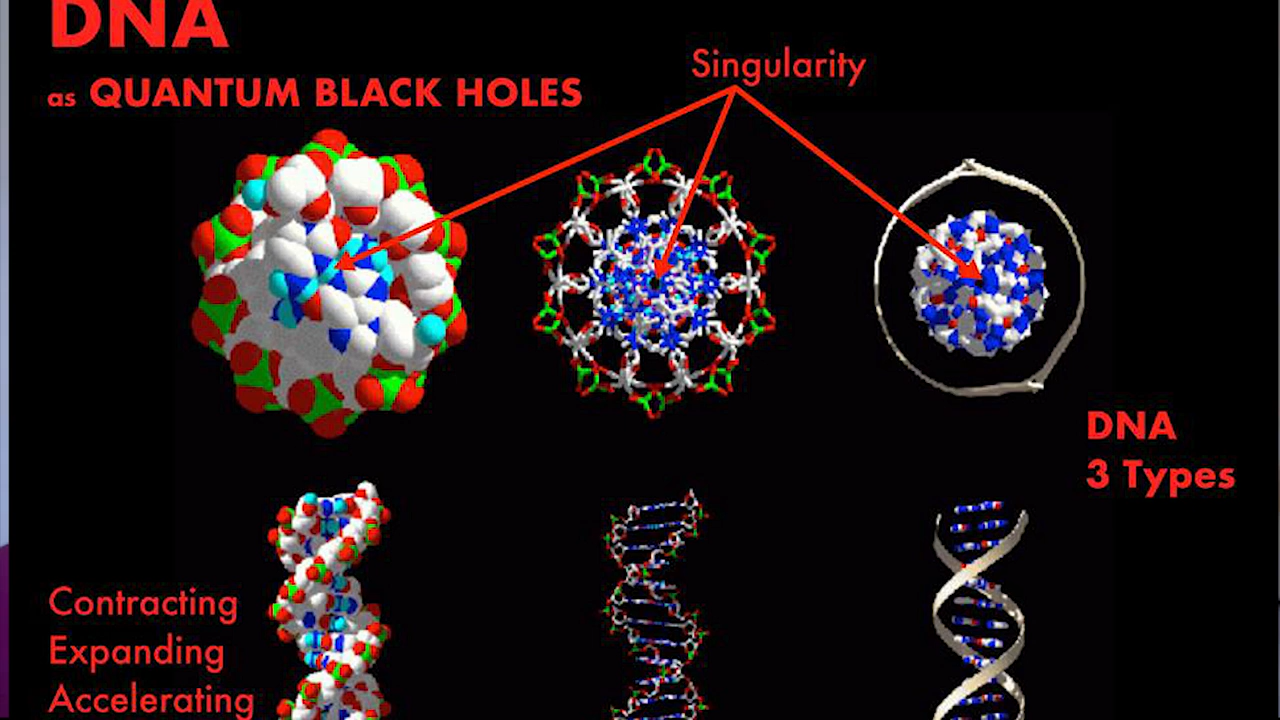 DNA
as QUANTUM BLACK HOLES
Singularity
DNA
3 Types
Contracting
Expanding
Accelerating